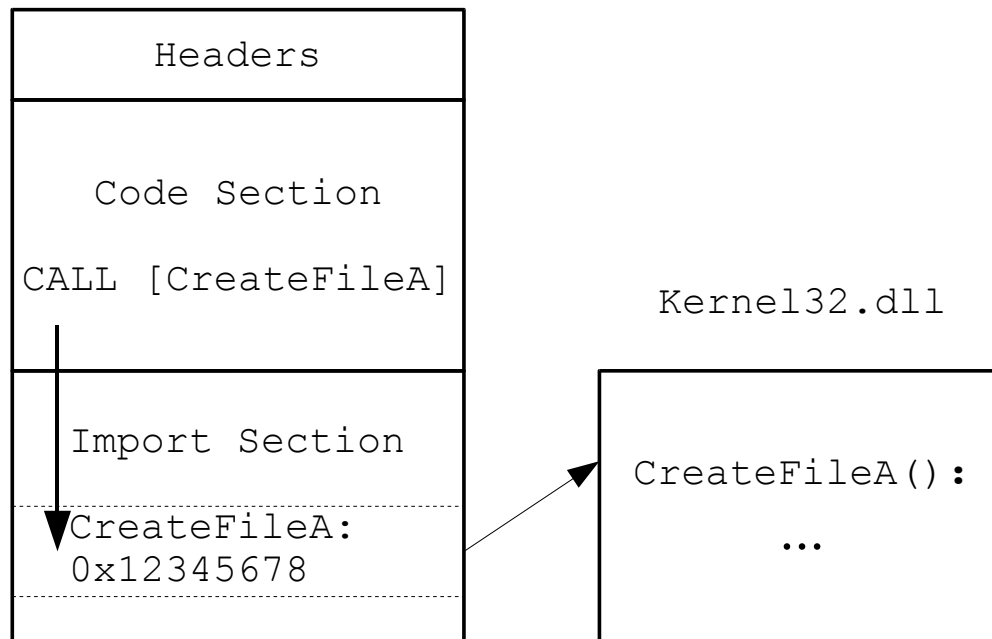 Headers
Code Section
CALL [CreateFileA]
Import Section
CreateFileA:
0x12345678
Kernel32.dll
CreateFileA():
...